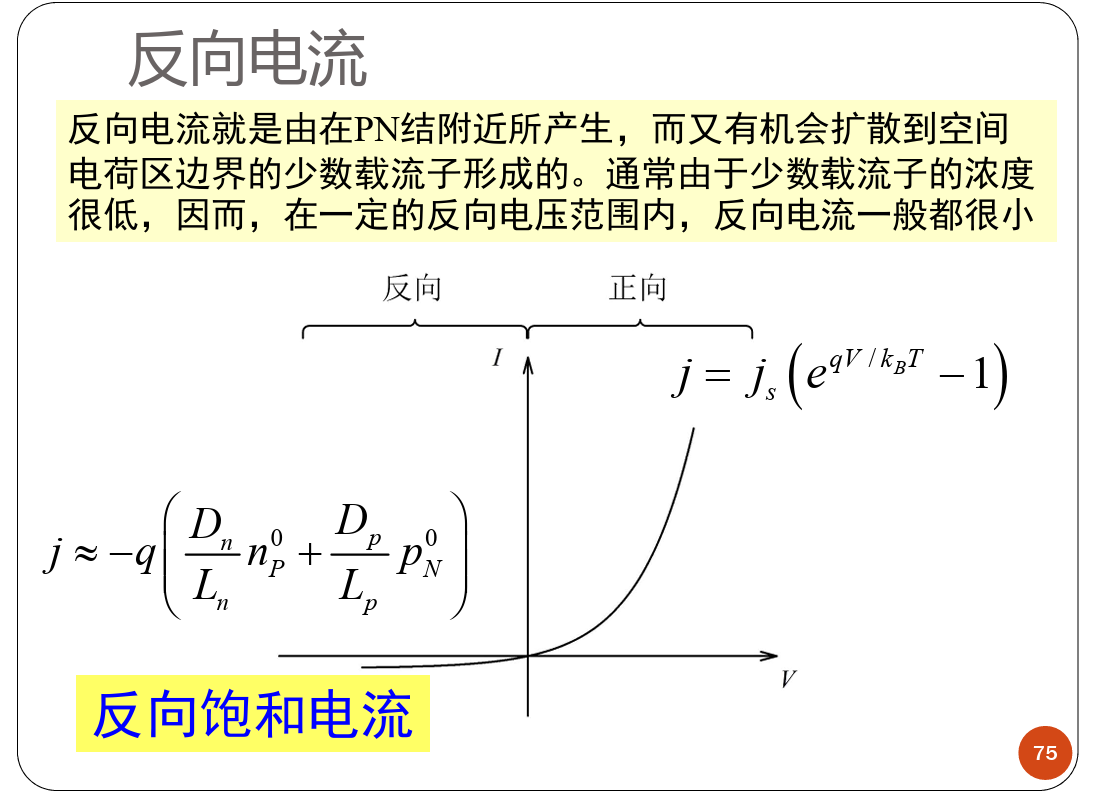 反向电流
反向电流就是由在PN结附近所产生，而又有机会扩散到空间
电荷区边界的少数载流子形成的。通常由于少数载流子的浓度
很低，因而，在一定的反向电压范围内，反向电流一般都很小
反向 正向
I
j = j_s (e^{qV/k_BT} − 1)
j ≈ −q ( \frac{D_n}{L_n} n_P^0 + \frac{D_p}{L_p} p_N^0 )
V
反向饱和电流
75